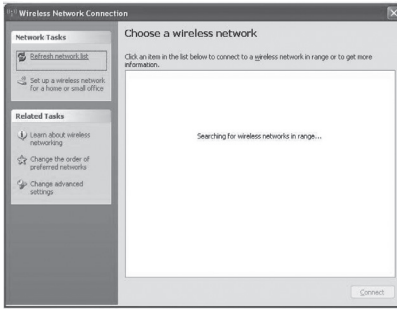 Wireless Network Connection
Network Tasks
Refresh network list
Set up a wireless network
for a home or small office
Related Tasks
Learn about wireless
networking
Change the order of
preferred networks
Change advanced
settings
Choose a wireless network
Click an item in the list below to connect to a wireless network in range or to get more
information.
Searching for wireless networks in range...
Connect